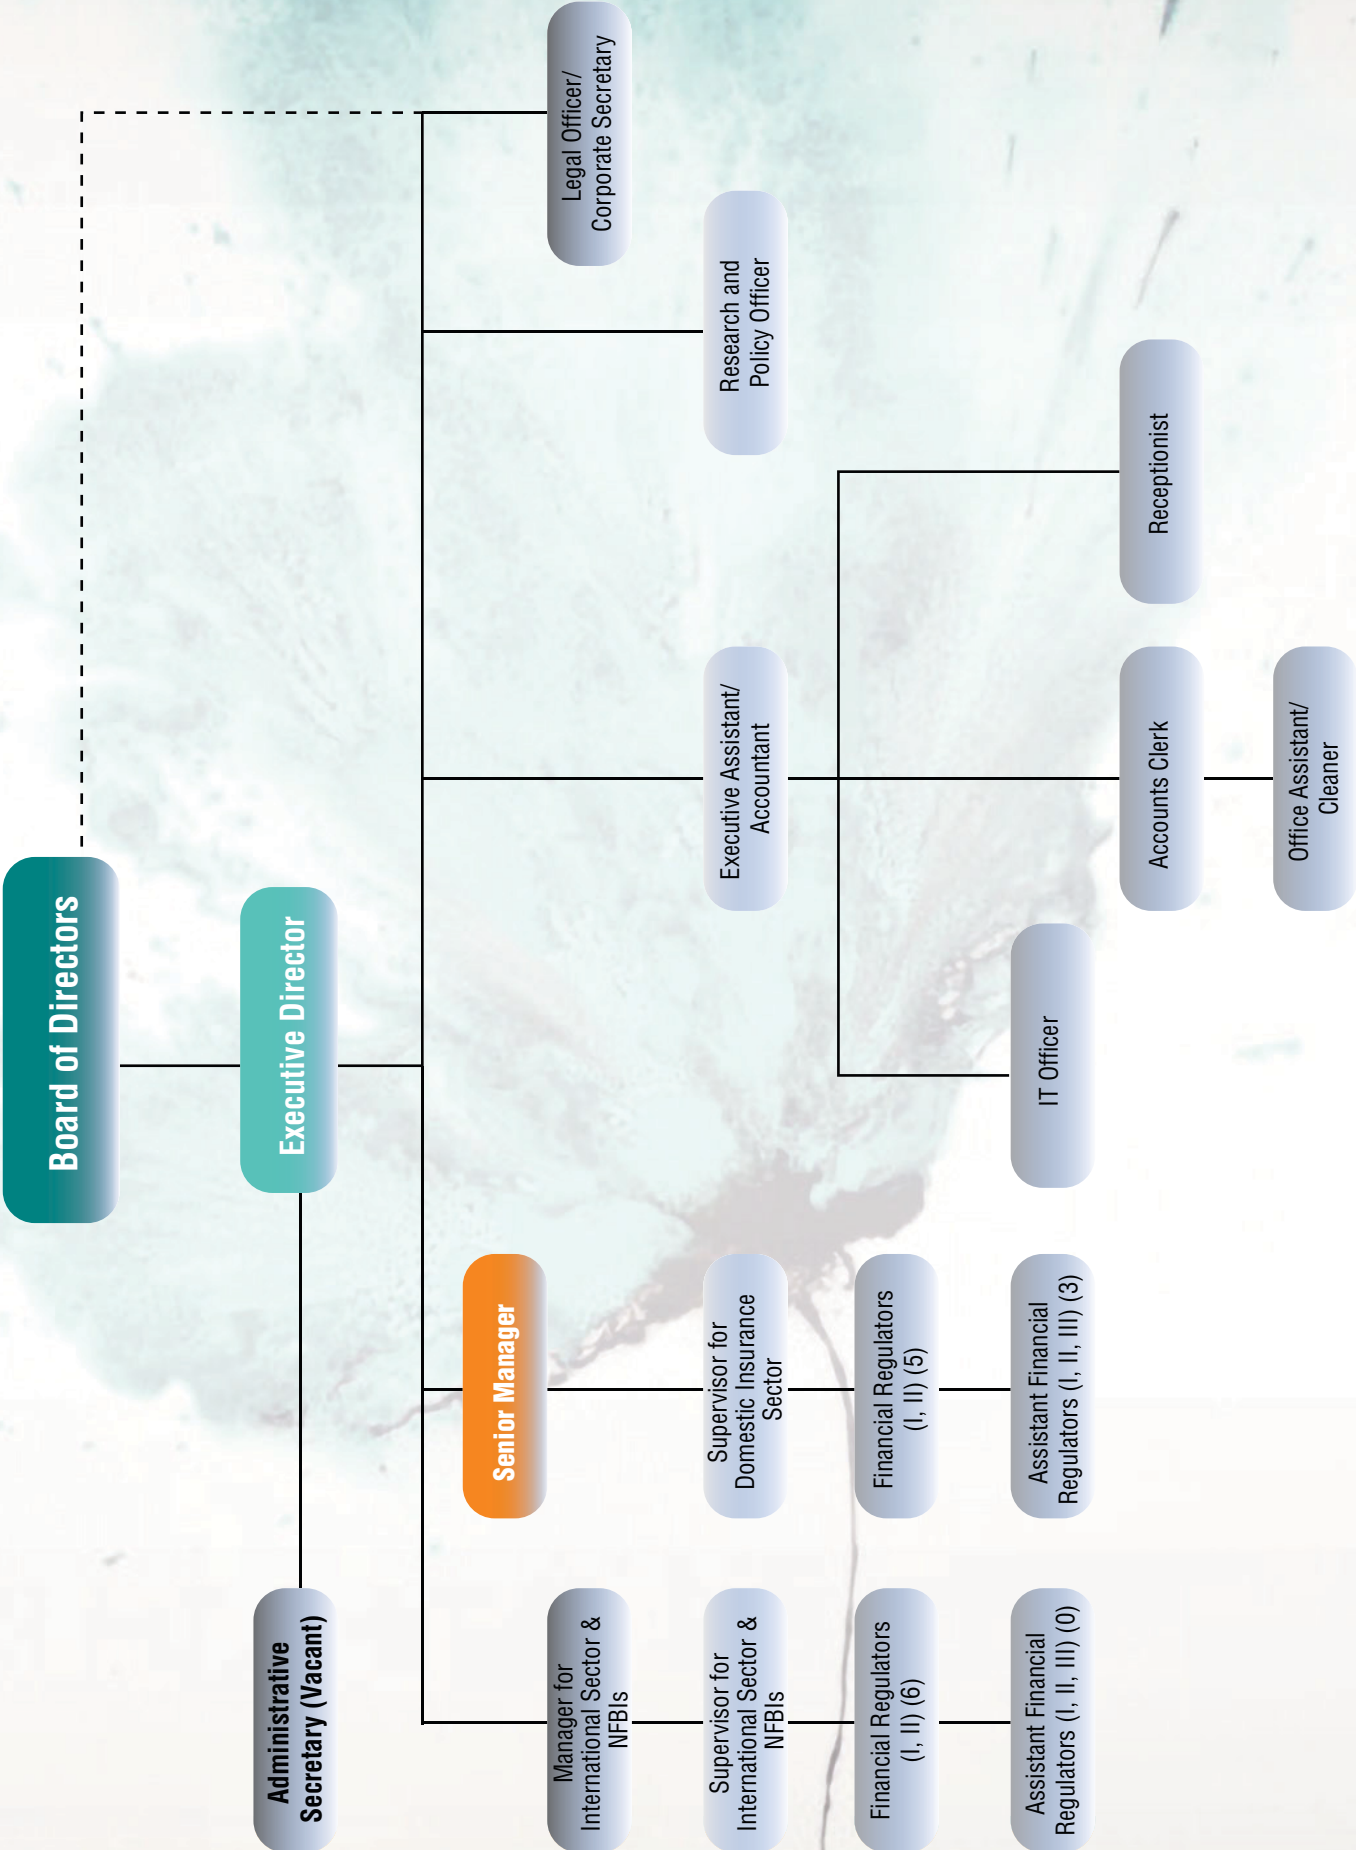 Board of Directors
Executive Director
Administrative
Secretary (Vacant)
Senior Manager
Manager for
International Sector &
NFBIs
Legal Officer/
Corporate Secretary
Supervisor for
International Sector &
NFBIs
Supervisor for
Domestic Insurance
Sector
Executive Assistant/
Accountant
Research and
Policy Officer
Financial Regulators
(I, II) (6)
Financial Regulators
(I, II) (5)
Assistant Financial
Regulators (I, II, III) (0)
Assistant Financial
Regulators (I, II, III) (3)
IT Officer
Accounts Clerk
Receptionist
Office Assistant/
Cleaner